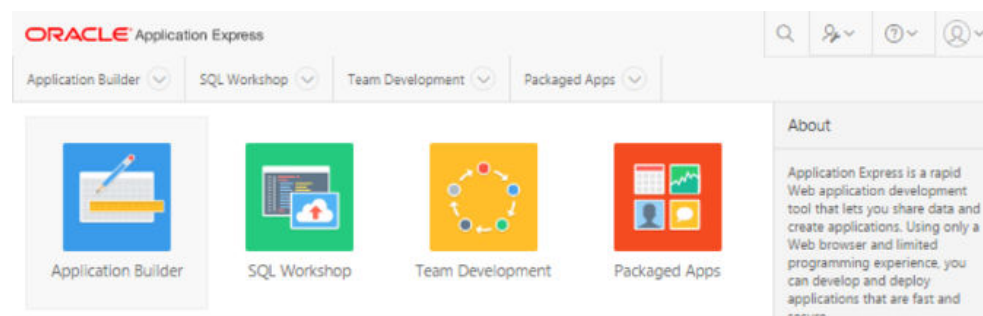 ORACLE Application Express
Application Builder SQL Workshop Team Development Packaged Apps
Application Builder SQL Workshop Team Development Packaged Apps
About
Application Express is a rapid
Web application development
tool that lets you share data and
create applications. Using only a
Web browser and limited
programming experience, you
can develop and deploy
applications that are fast and